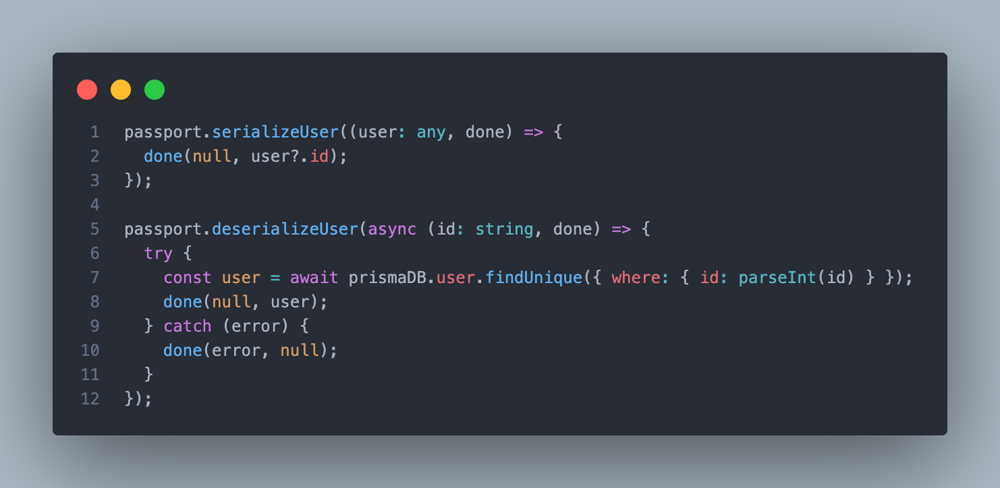 1 passport.serializeUser((user: any, done) => {
2   done(null, user?.id);
3 });
4
5 passport.deserializeUser(async (id: string, done) => {
6   try {
7     const user = await prismaDB.user.findUnique({ where: { id: parseInt(id) } });
8     done(null, user);
9   } catch (error) {
10     done(error, null);
11   }
12 });